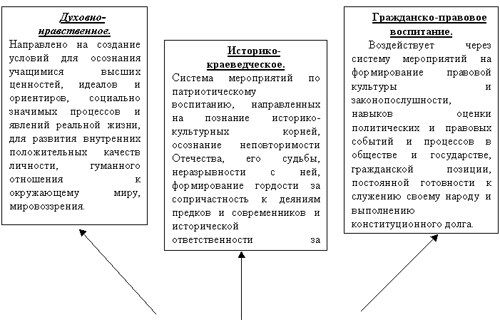 Духовно-
нравственное.
Направлено на создание
условий для осознания
учащимися высших
ценностей, идеалов и
ориентиров, социально
значимых процессов и
явлений реальной жизни,
для развития внутренних
положительных качеств
личности, гуманного
отношения к
окружающему миру,
мировоззрения.
Историко-
краеведческое.
Система мероприятий по
патриотическому
воспитанию, направленных
на познание историко-
культурных корней,
осознание неповторимости
Отечества, его судьбы,
неразрывности с ней,
формирование гордости за
сопричастность к деяниям
предков и современников и
исторической
ответственности за
Гражданско-правовое
воспитание.
Воздействует через
систему мероприятий на
формирование правовой
культуры и
законопослушности,
навыков оценки
политических и правовых
событий и процессов в
обществе и государстве,
гражданской позиции,
постоянной готовности к
служению своему народу и
выполнению
конституционного долга.